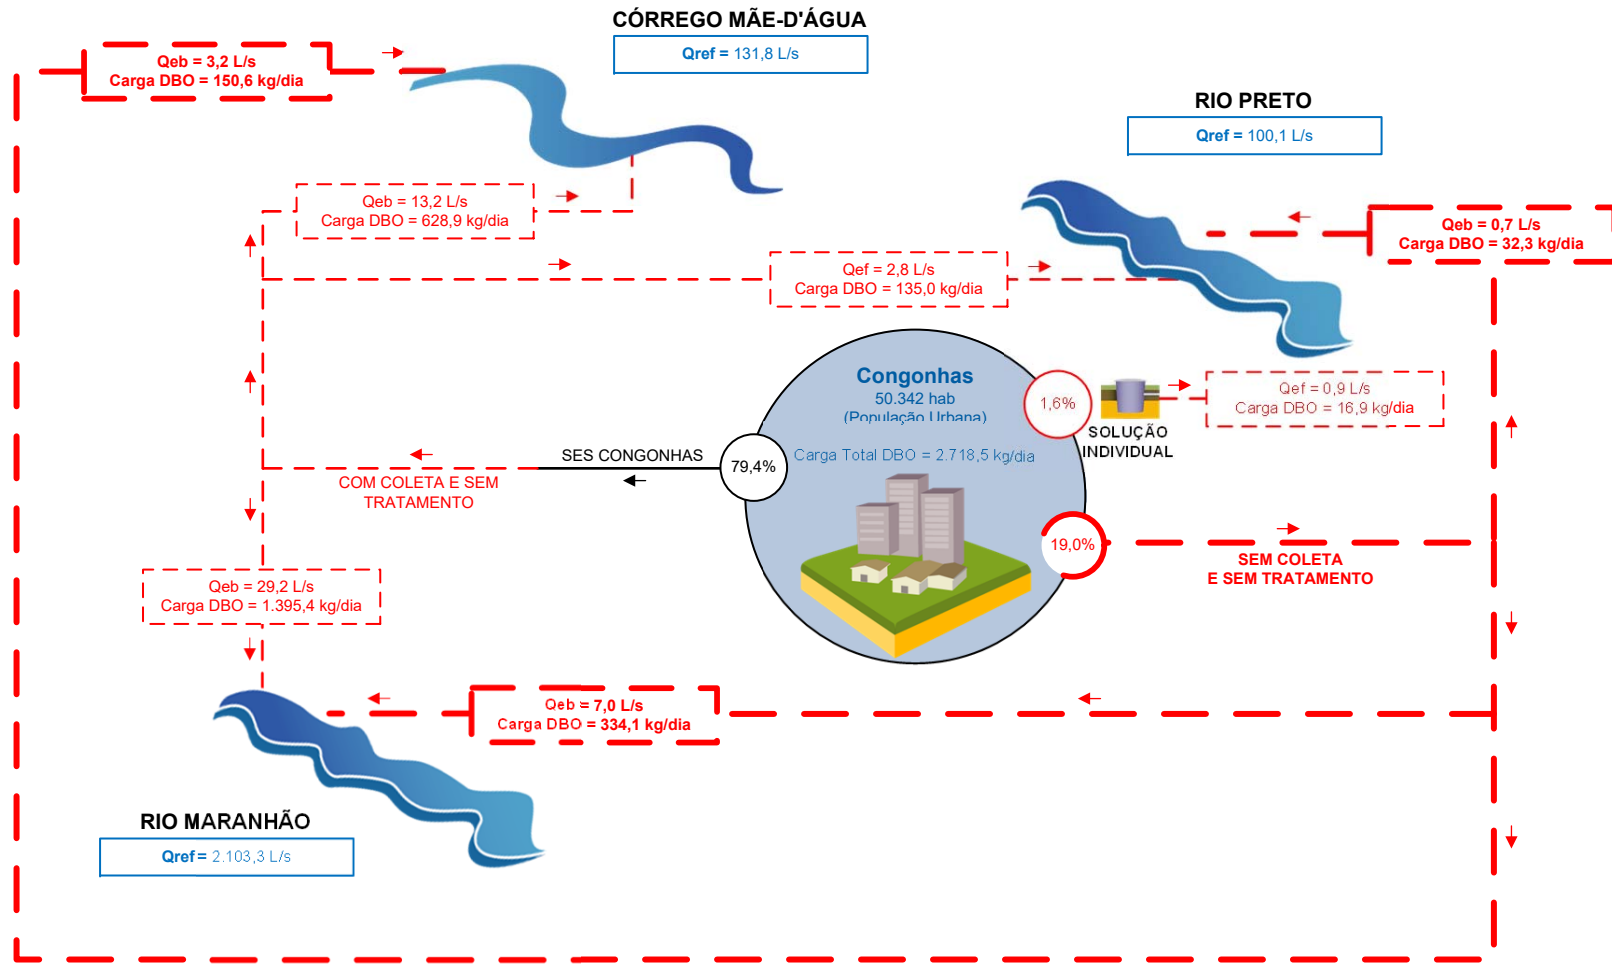 CÓRREGO MÃE-D'ÁGUA
Qref = 131,8 L/s
Qeb = 3,2 L/s
Carga DBO = 150,6 kg/dia
RIO PRETO
Qref = 100,1 L/s
Qeb = 13,2 L/s
Carga DBO = 628,9 kg/dia
Qeb = 0,7 L/s
Carga DBO = 32,3 kg/dia
Qef = 2,8 L/s
Carga DBO = 135,0 kg/dia
Congonhas
50.342 hab
(População Urbana)
Carga Total DBO = 2.718,5 kg/dia
1,6%
SOLUÇÃO
INDIVIDUAL
Qef = 0,9 L/s
Carga DBO = 16,9 kg/dia
79,4%
SES CONGONHAS
COM COLETA E SEM
TRATAMENTO
19,0%
SEM COLETA
E SEM TRATAMENTO
Qeb = 29,2 L/s
Carga DBO = 1.395,4 kg/dia
Qeb = 7,0 L/s
Carga DBO = 334,1 kg/dia
RIO MARANHÃO
Qref = 2.103,3 L/s